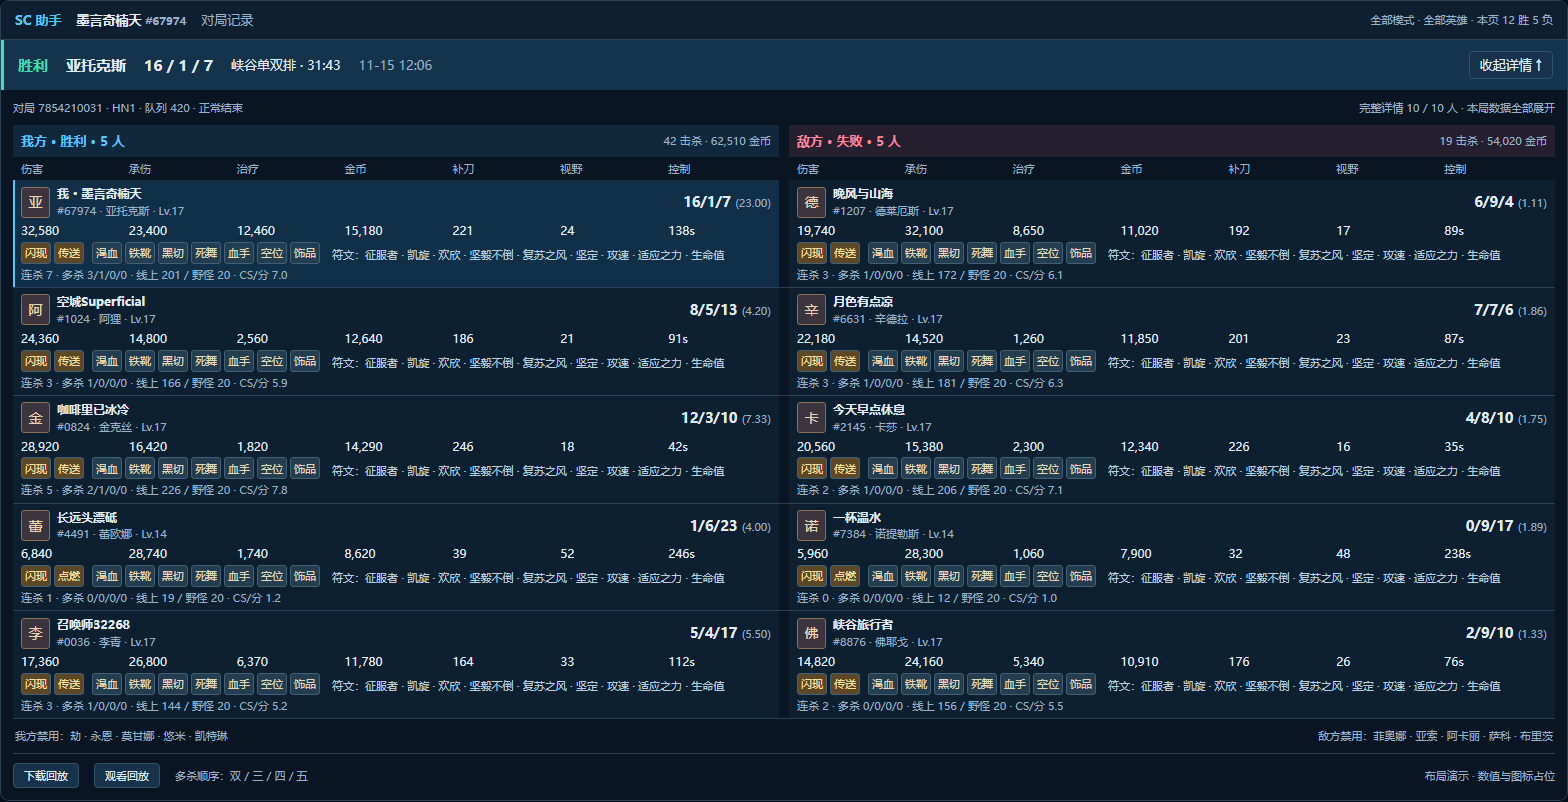 SC 助手 墨言奇楠天 #67974 对局记录 全部模式 · 全部英雄 · 本页 12 胜 5 负
胜利 亚托克斯 16 / 1 / 7 峡谷单双排 · 31:43 11-15 12:06 收起详情 ↑
对局 7854210031 · HN1 · 队列 420 · 正常结束 完整详情 10 / 10 人 · 本局数据全部展开
我方 • 胜利 • 5 人 42 击杀 · 62,510 金币
伤害 承伤 治疗 金币 补刀 视野 控制
亚 我 • 墨言奇楠天 16/1/7 (23.00)
#67974 · 亚托克斯 · Lv.17
32,580 23,400 12,460 15,180 221 24 138s
闪现 传送 渴血 铁靴 黑切 死舞 血手 空位 饰品 符文：征服者 · 凯旋 · 欢欣 · 坚毅不倒 · 复苏之风 · 坚定 · 攻速 · 适应之力 · 生命值
连杀 7 · 多杀 3/1/0/0 · 线上 201 / 野怪 20 · CS/分 7.0
阿 空城Superficial 8/5/13 (4.20)
#1024 · 阿狸 · Lv.17
24,360 14,800 2,560 12,640 186 21 91s
闪现 传送 渴血 铁靴 黑切 死舞 血手 空位 饰品 符文：征服者 · 凯旋 · 欢欣 · 坚毅不倒 · 复苏之风 · 坚定 · 攻速 · 适应之力 · 生命值
连杀 3 · 多杀 1/0/0/0 · 线上 166 / 野怪 20 · CS/分 5.9
金 咖啡里已冰冷 12/3/10 (7.33)
#0824 · 金克丝 · Lv.17
28,920 16,420 1,820 14,290 246 18 42s
闪现 传送 渴血 铁靴 黑切 死舞 血手 空位 饰品 符文：征服者 · 凯旋 · 欢欣 · 坚毅不倒 · 复苏之风 · 坚定 · 攻速 · 适应之力 · 生命值
连杀 5 · 多杀 2/1/0/0 · 线上 226 / 野怪 20 · CS/分 7.8
蕾 长远头漂砥 1/6/23 (4.00)
#4491 · 蕾欧娜 · Lv.14
6,840 28,740 1,740 8,620 39 52 246s
闪现 点燃 渴血 铁靴 黑切 死舞 血手 空位 饰品 符文：征服者 · 凯旋 · 欢欣 · 坚毅不倒 · 复苏之风 · 坚定 · 攻速 · 适应之力 · 生命值
连杀 1 · 多杀 0/0/0/0 · 线上 19 / 野怪 20 · CS/分 1.2
李 召唤师32268 5/4/17 (5.50)
#0036 · 李青 · Lv.17
17,360 26,800 6,370 11,780 164 33 112s
闪现 传送 渴血 铁靴 黑切 死舞 血手 空位 饰品 符文：征服者 · 凯旋 · 欢欣 · 坚毅不倒 · 复苏之风 · 坚定 · 攻速 · 适应之力 · 生命值
连杀 3 · 多杀 1/0/0/0 · 线上 144 / 野怪 20 · CS/分 5.2
敌方 • 失败 • 5 人 19 击杀 · 54,020 金币
伤害 承伤 治疗 金币 补刀 视野 控制
德 晚风与山海 6/9/4 (1.11)
#1207 · 德莱厄斯 · Lv.17
19,740 32,100 8,650 11,020 192 17 89s
闪现 传送 渴血 铁靴 黑切 死舞 血手 空位 饰品 符文：征服者 · 凯旋 · 欢欣 · 坚毅不倒 · 复苏之风 · 坚定 · 攻速 · 适应之力 · 生命值
连杀 3 · 多杀 1/0/0/0 · 线上 172 / 野怪 20 · CS/分 6.1
辛 月色有点凉 7/7/6 (1.86)
#6631 · 辛德拉 · Lv.17
22,180 14,520 1,260 11,850 201 23 87s
闪现 传送 渴血 铁靴 黑切 死舞 血手 空位 饰品 符文：征服者 · 凯旋 · 欢欣 · 坚毅不倒 · 复苏之风 · 坚定 · 攻速 · 适应之力 · 生命值
连杀 3 · 多杀 1/0/0/0 · 线上 181 / 野怪 20 · CS/分 6.3
卡 今天早点休息 4/8/10 (1.75)
#2145 · 卡莎 · Lv.17
20,560 15,380 2,300 12,340 226 16 35s
闪现 传送 渴血 铁靴 黑切 死舞 血手 空位 饰品 符文：征服者 · 凯旋 · 欢欣 · 坚毅不倒 · 复苏之风 · 坚定 · 攻速 · 适应之力 · 生命值
连杀 2 · 多杀 1/0/0/0 · 线上 206 / 野怪 20 · CS/分 7.1
诺 一杯温水 0/9/17 (1.89)
#7384 · 诺提勒斯 · Lv.14
5,960 28,300 1,060 7,900 32 48 238s
闪现 点燃 渴血 铁靴 黑切 死舞 血手 空位 饰品 符文：征服者 · 凯旋 · 欢欣 · 坚毅不倒 · 复苏之风 · 坚定 · 攻速 · 适应之力 · 生命值
连杀 0 · 多杀 0/0/0/0 · 线上 12 / 野怪 20 · CS/分 1.0
佛 峡谷旅行者 2/9/10 (1.33)
#8876 · 佛耶戈 · Lv.17
14,820 24,160 5,340 10,910 176 26 76s
闪现 传送 渴血 铁靴 黑切 死舞 血手 空位 饰品 符文：征服者 · 凯旋 · 欢欣 · 坚毅不倒 · 复苏之风 · 坚定 · 攻速 · 适应之力 · 生命值
连杀 2 · 多杀 0/0/0/0 · 线上 156 / 野怪 20 · CS/分 5.5
我方禁用：劫 · 永恩 · 莫甘娜 · 悠米 · 凯特琳 敌方禁用：菲奥娜 · 亚索 · 阿卡丽 · 萨科 · 布里茨
下载回放 观看回放 多杀顺序：双 / 三 / 四 / 五 布局演示 · 数值与图标占位